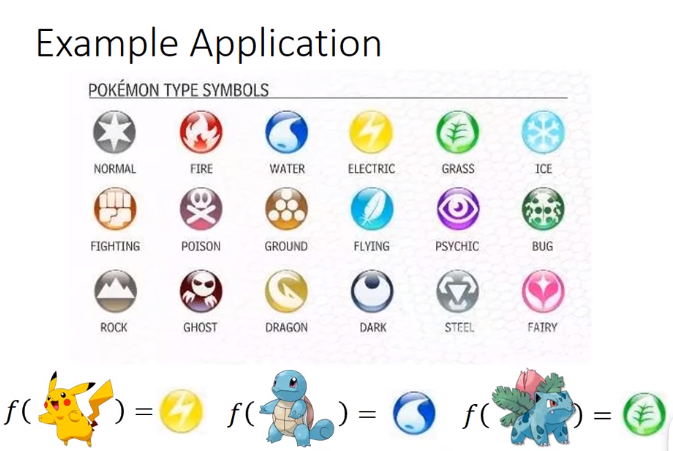 Example Application
POKÉMON TYPE SYMBOLS
NORMAL FIRE WATER ELECTRIC GRASS ICE
FIGHTING POISON GROUND FLYING PSYCHIC BUG
ROCK GHOST DRAGON DARK STEEL FAIRY
f( ) = f( ) = f( ) =